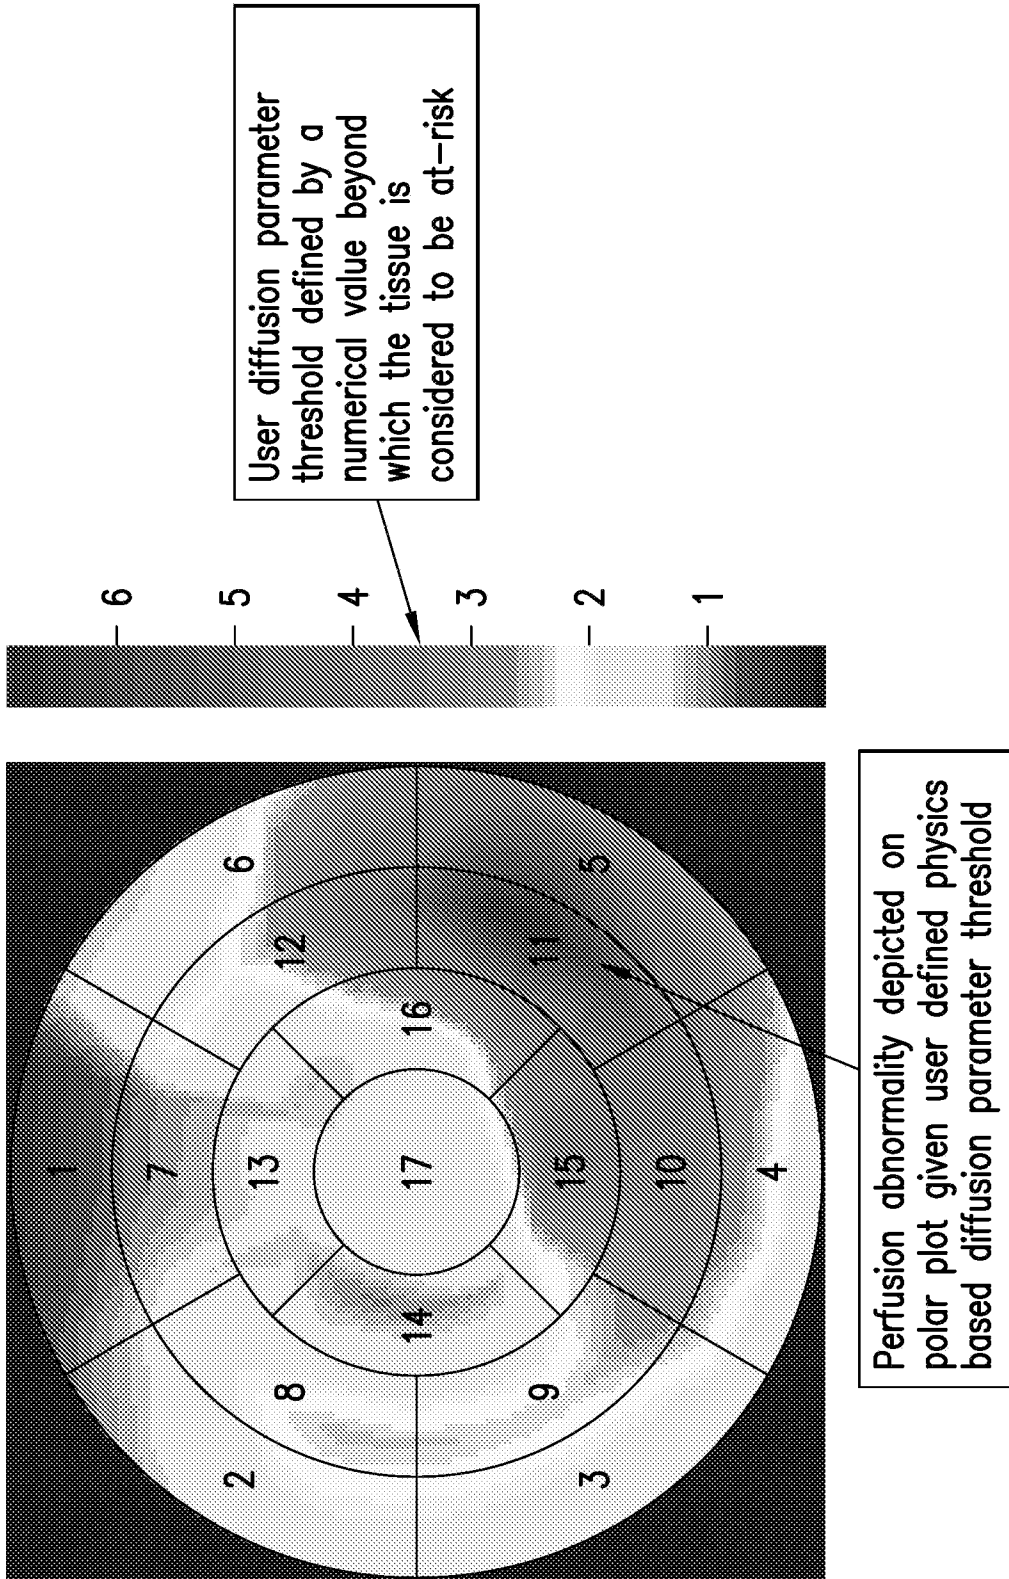 User diffusion parameter
threshold defined by a
numerical value beyond
which the tissue is
considered to be at-risk
6
5
4
3
2
1
1
2
3
4
5
6
7
8
9
10
11
12
13
14
15
16
17
Perfusion abnormality depicted on
polar plot given user defined physics
based diffusion parameter threshold